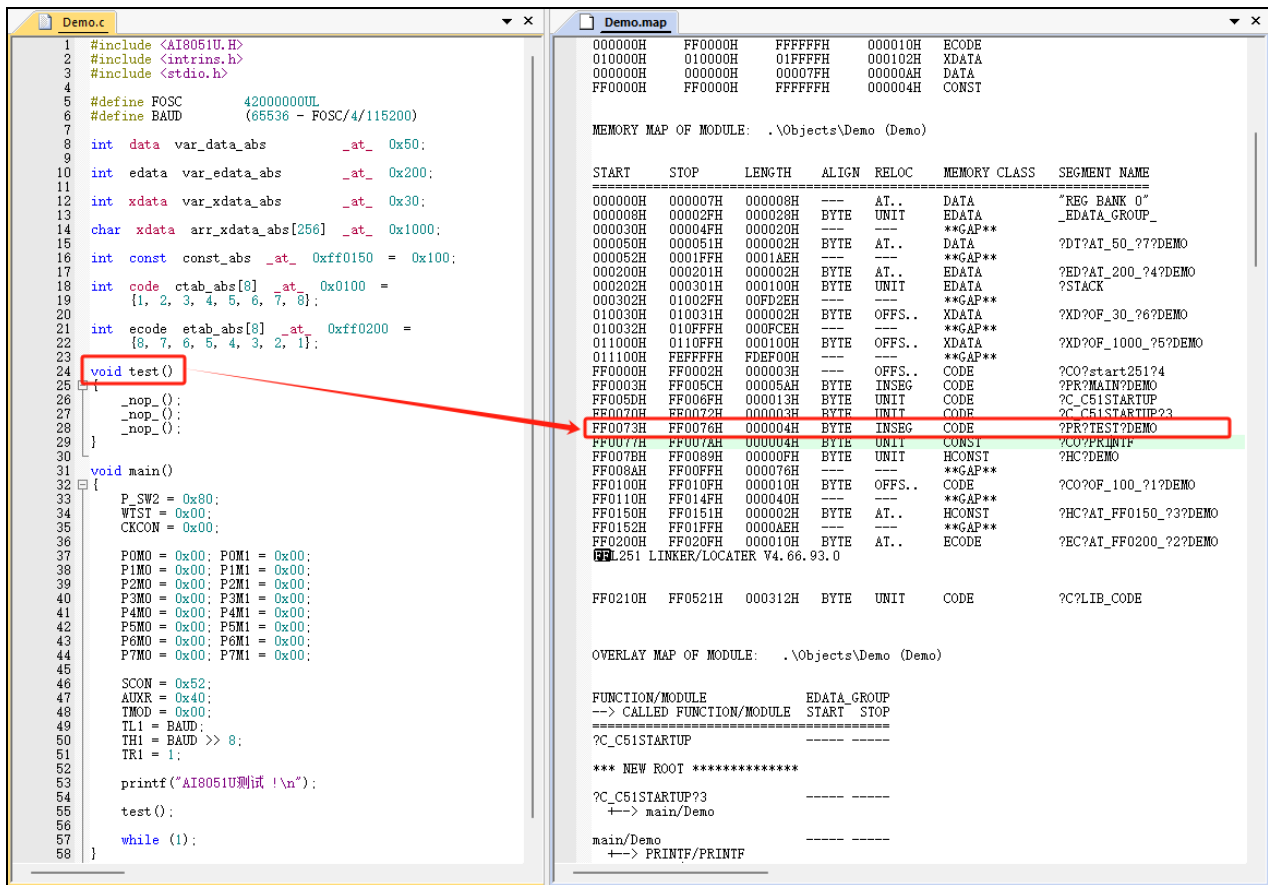 Demo.c
1 #include <AI8051U.H>
2 #include <intrins.h>
3 #include <stdio.h>
4
5 #define FOSC 42000000UL
6 #define BAUD (65536 - FOSC/4/115200)
7
8 int data var_data_abs _at_ 0x50;
9
10 int edata var_edata_abs _at_ 0x200;
11
12 int xdata var_xdata_abs _at_ 0x30;
13
14 char xdata arr_xdata_abs[256] _at_ 0x1000;
15
16 int const const_abs _at_ 0xff0150 = 0x100;
17
18 int code ctab_abs[8] _at_ 0x0100 =
19 {1, 2, 3, 4, 5, 6, 7, 8};
20
21 int ecode etab_abs[8] _at_ 0xff0200 =
22 {8, 7, 6, 5, 4, 3, 2, 1};
23
24 void test()
25 {
26 _nop_();
27 _nop_();
28 _nop_();
29 }
30
31 void main()
32 {
33 P_SW2 = 0x80;
34 WTST = 0x00;
35 CKCON = 0x00;
36
37 P0M0 = 0x00; P0M1 = 0x00;
38 P1M0 = 0x00; P1M1 = 0x00;
39 P2M0 = 0x00; P2M1 = 0x00;
40 P3M0 = 0x00; P3M1 = 0x00;
41 P4M0 = 0x00; P4M1 = 0x00;
42 P5M0 = 0x00; P5M1 = 0x00;
43 P6M0 = 0x00; P6M1 = 0x00;
44 P7M0 = 0x00; P7M1 = 0x00;
45
46 SCON = 0x52;
47 AUXR = 0x40;
48 TMOD = 0x00;
49 TL1 = BAUD;
50 TH1 = BAUD >> 8;
51 TR1 = 1;
52
53 printf("AI8051U测试 !\n");
54
55 test();
56
57 while (1);
58 }
Demo.map
000000H FF0000H FFFFFFH 000010H ECODE
010000H 010000H 01FFFFH 000102H XDATA
000000H 000000H 00007FH 00000AH DATA
FF0000H FF0000H FFFFFFH 000004H CONST
MEMORY MAP OF MODULE: .\Objects\Demo (Demo)
START STOP LENGTH ALIGN RELOC MEMORY CLASS SEGMENT NAME
=========================================================================
000000H 000007H 000008H --- AT.. DATA "REG BANK 0"
000008H 00002FH 000028H BYTE UNIT EDATA _EDATA_GROUP_
000030H 00004FH 000020H --- --- **GAP**
000050H 000051H 000002H BYTE AT.. DATA ?DT?AT_50_?7?DEMO
000052H 0001FFH 0001AEH --- --- **GAP**
000200H 000201H 000002H BYTE AT.. EDATA ?ED?AT_200_?4?DEMO
000202H 000301H 000100H BYTE UNIT EDATA ?STACK
000302H 01002FH 00FD2EH --- --- **GAP**
010030H 010031H 000002H BYTE OFFS.. XDATA ?XD?OF_30_?6?DEMO
010032H 010FFFH 000FCEH --- --- **GAP**
011000H 0110FFH 000100H BYTE OFFS.. XDATA ?XD?OF_1000_?5?DEMO
011100H FEFFFFH FDEF00H --- --- **GAP**
FF0000H FF0002H 000003H --- OFFS.. CODE ?CO?start251?4
FF0003H FF005CH 00005AH BYTE INSEG CODE ?PR?MAIN?DEMO
FF005DH FF006FH 000013H BYTE UNIT CODE ?C_C51STARTUP
FF0070H FF0072H 000003H BYTE UNIT CODE ?C_C51STARTUP?3
FF0073H FF0076H 000004H BYTE INSEG CODE ?PR?TEST?DEMO
FF0077H FF007AH 000004H BYTE UNIT CONST ?CO?PRINTF
FF007BH FF0089H 00000FH BYTE UNIT HCONST ?HC?DEMO
FF008AH FF00FFH 000076H --- --- **GAP**
FF0100H FF010FH 000010H BYTE OFFS.. CODE ?CO?OF_100_?1?DEMO
FF0110H FF014FH 000040H --- --- **GAP**
FF0150H FF0151H 000002H BYTE AT.. HCONST ?HC?AT_FF0150_?3?DEMO
FF0152H FF01FFH 0000AEH --- --- **GAP**
FF0200H FF020FH 000010H BYTE AT.. ECODE ?EC?AT_FF0200_?2?DEMO
FFL251 LINKER/LOCATER V4.66.93.0
FF0210H FF0521H 000312H BYTE UNIT CODE ?C?LIB_CODE
OVERLAY MAP OF MODULE: .\Objects\Demo (Demo)
FUNCTION/MODULE EDATA_GROUP
--> CALLED FUNCTION/MODULE START STOP
=======================================
?C_C51STARTUP ----- -----
*** NEW ROOT **************
?C_C51STARTUP?3 ----- -----
+--> main/Demo
main/Demo ----- -----
+--> PRINTF/PRINTF